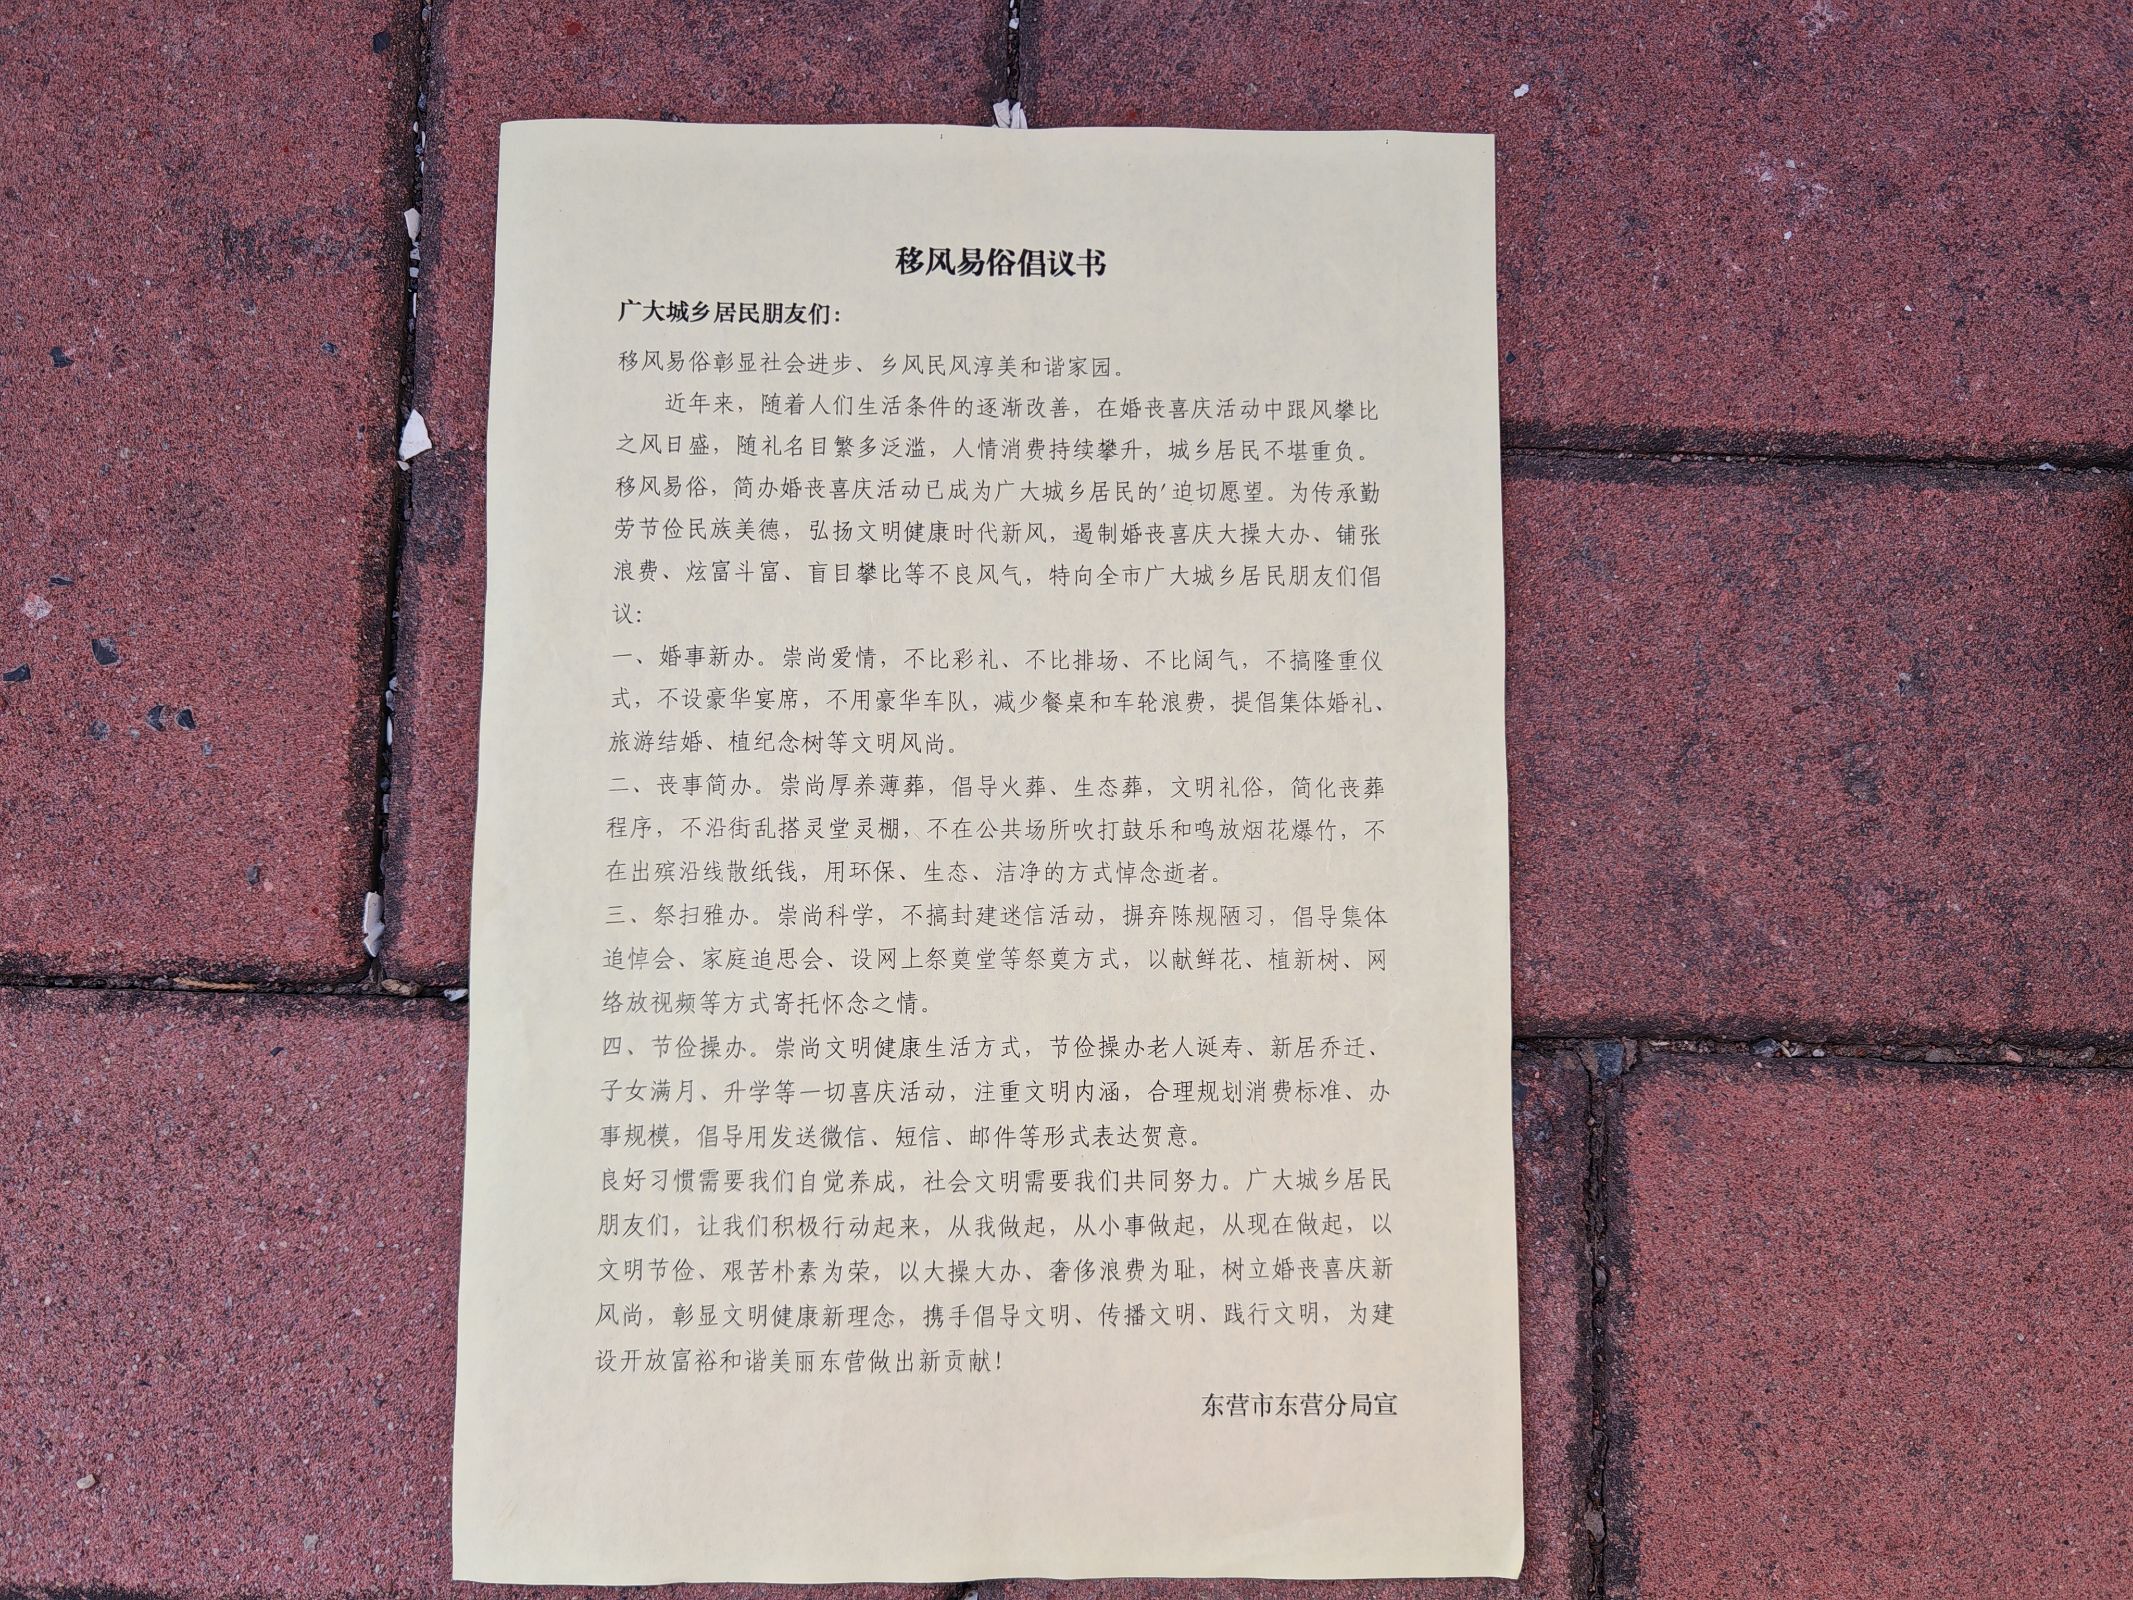 移风易俗倡议书
广大城乡居民朋友们：
移风易俗彰显社会进步、乡风民风淳美和谐家园。
近年来，随着人们生活条件的逐渐改善，在婚丧喜庆活动中跟风攀比
之风日盛，随礼名目繁多泛滥，人情消费持续攀升，城乡居民不堪重负。
移风易俗，简办婚丧喜庆活动已成为广大城乡居民的′迫切愿望。为传承勤
劳节俭民族美德，弘扬文明健康时代新风，遏制婚丧喜庆大操大办、铺张
浪费、炫富斗富、盲目攀比等不良风气，特向全市广大城乡居民朋友们倡
议：
一、婚事新办。崇尚爱情，不比彩礼、不比排场、不比阔气，不搞隆重仪
式，不设豪华宴席，不用豪华车队，减少餐桌和车轮浪费，提倡集体婚礼、
旅游结婚、植纪念树等文明风尚。
二、丧事简办。崇尚厚养薄葬，倡导火葬、生态葬，文明礼俗，简化丧葬
程序，不沿街乱搭灵堂灵棚，不在公共场所吹打鼓乐和鸣放烟花爆竹，不
在出殡沿线散纸钱，用环保、生态、洁净的方式悼念逝者。
三、祭扫雅办。崇尚科学，不搞封建迷信活动，摒弃陈规陋习，倡导集体
追悼会、家庭追思会、设网上祭奠堂等祭奠方式，以献鲜花、植新树、网
络放视频等方式寄托怀念之情。
四、节俭操办。崇尚文明健康生活方式，节俭操办老人诞寿、新居乔迁、
子女满月、升学等一切喜庆活动，注重文明内涵，合理规划消费标准、办
事规模，倡导用发送微信、短信、邮件等形式表达贺意。
良好习惯需要我们自觉养成，社会文明需要我们共同努力。广大城乡居民
朋友们，让我们积极行动起来，从我做起，从小事做起，从现在做起，以
文明节俭、艰苦朴素为荣，以大操大办、奢侈浪费为耻，树立婚丧喜庆新
风尚，彰显文明健康新理念，携手倡导文明、传播文明、践行文明，为建
设开放富裕和谐美丽东营做出新贡献！
东营市东营分局宣